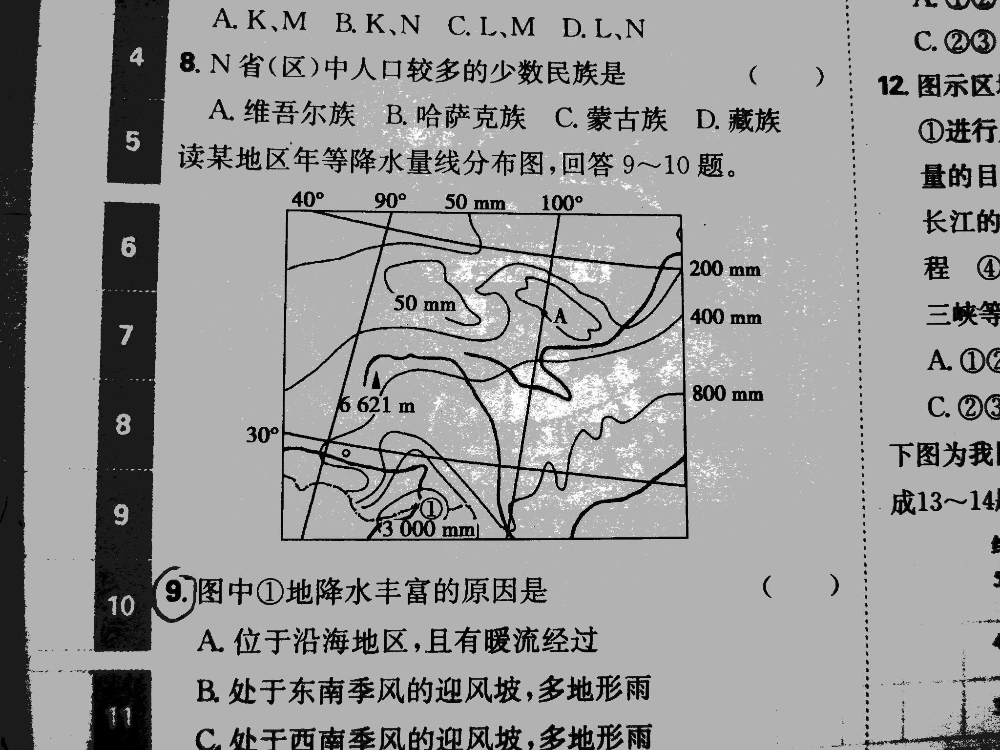 4
5
6
7
8
9
10
11
A. K、M B. K、N C. L、M D. L、N
8. N 省(区)中人口较多的少数民族是 ( )
A. 维吾尔族 B. 哈萨克族 C. 蒙古族 D. 藏族
读某地区年等降水量线分布图,回答 9～10 题。
40° 90° 50 mm 100°
200 mm
50 mm
A
400 mm
6 621 m
800 mm
30°
①
3 000 mm
9. 图中①地降水丰富的原因是 ( )
A. 位于沿海地区,且有暖流经过
B. 处于东南季风的迎风坡,多地形雨
C. 处于西南季风的迎风坡,多地形雨
A. ①②
C. ②③
12. 图示区
①进行
量的目
长江的
程 ④
三峡等
A. ①②
C. ②③
下图为我
成13～14